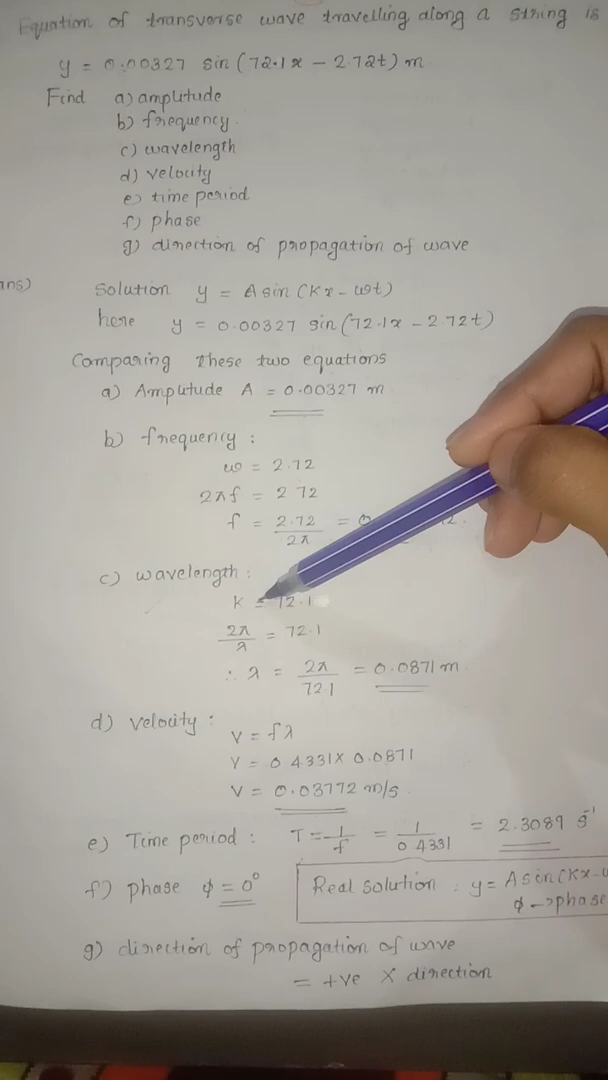 Equation of transverse wave travelling along a string is
y = 0.00327 sin(72.1x - 2.72t) m
Find a) amplitude
b) frequency.
c) wavelength
d) velocity
e) time period
f) phase
g) direction of propagation of wave
ans) Solution y = A sin(Kx - ωt)
here y = 0.00327 sin(72.1x - 2.72t)
Comparing these two equations
a) Amplitude A = 0.00327 m
b) frequency :
ω = 2.72
2πf = 2.72
f = 2.72/2π =
c) wavelength :
K = 72.1
2π/λ = 72.1
∴ λ = 2π/72.1 = 0.0871 m
d) velocity :
V = fλ
V = 0.4331 X 0.0871
V = 0.03772 m/s
e) Time period : T = 1/f = 1/0.4331 = 2.3089 s⁻¹
f) phase φ = 0° Real solution : y = A sin(Kx -
φ → phase
g) direction of propagation of wave
= +ve X direction